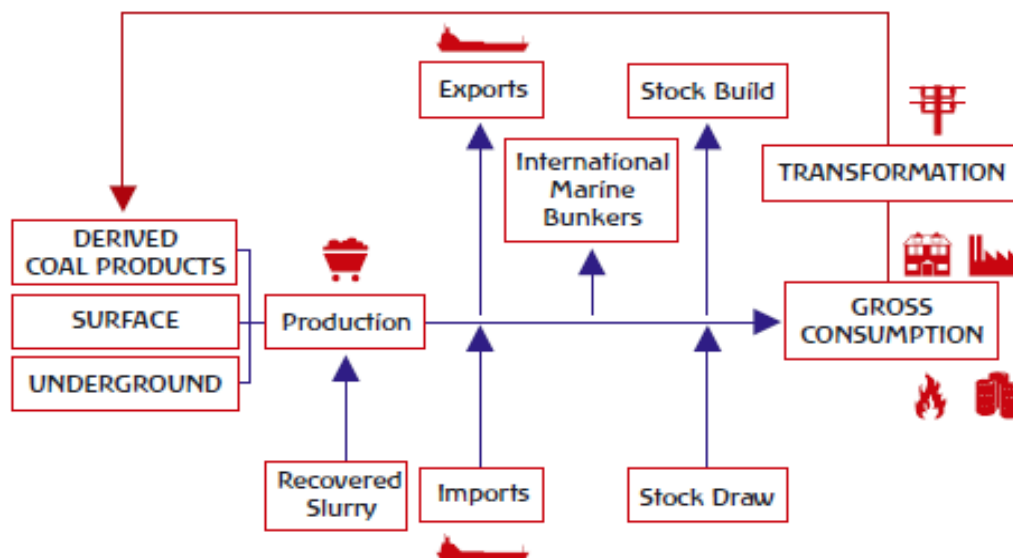 Exports
Stock Build
International
Marine
Bunkers
TRANSFORMATION
DERIVED
COAL PRODUCTS
SURFACE
UNDERGROUND
Production
GROSS
CONSUMPTION
Recovered
Slurry
Imports
Stock Draw